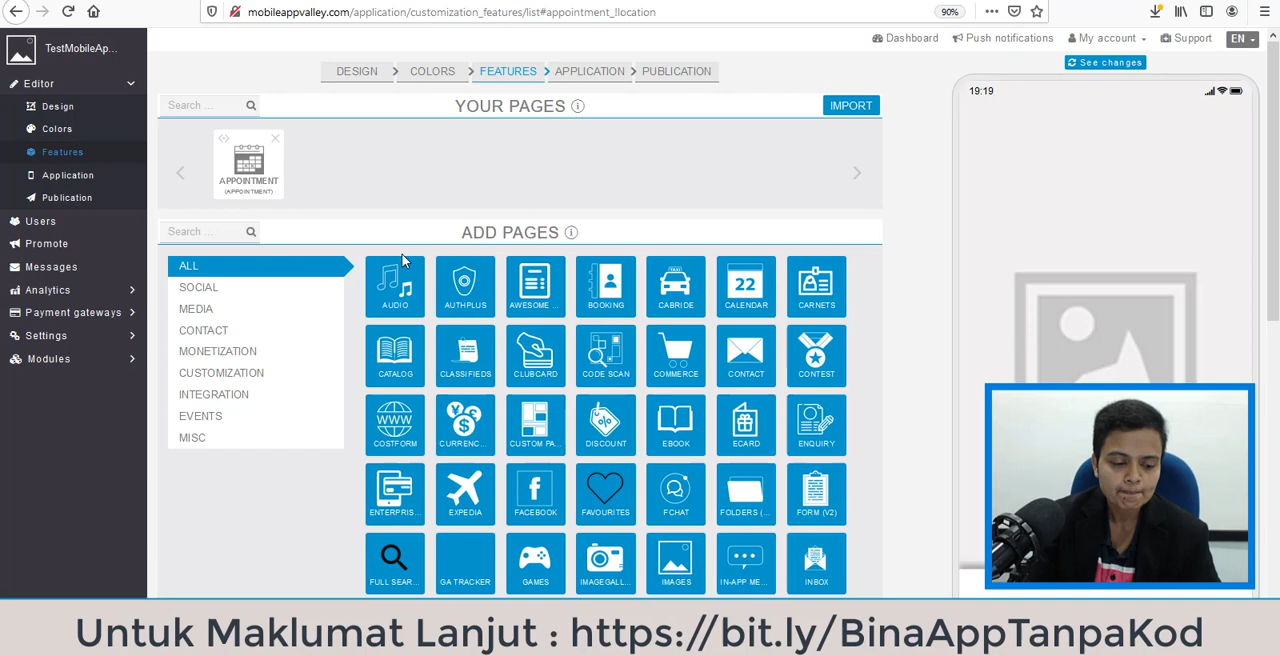 mobileappvalley.com/application/customization_features/list#appointment_llocation
90%
TestMobileAp...
Dashboard
Push notifications
My account
Support
EN
Editor
Design
Colors
Features
Application
Publication
Users
Promote
Messages
Analytics
Payment gateways
Settings
Modules
DESIGN
COLORS
FEATURES
APPLICATION
PUBLICATION
See changes
Search ...
YOUR PAGES
IMPORT
APPOINTMENT
(APPOINTMENT)
Search ...
ADD PAGES
ALL
SOCIAL
MEDIA
CONTACT
MONETIZATION
CUSTOMIZATION
INTEGRATION
EVENTS
MISC
AUDIO
AUTHPLUS
AWESOME ...
BOOKING
CABRIDE
22
CALENDAR
CARNETS
CATALOG
CLASSIFIEDS
CLUBCARD
CODE SCAN
COMMERCE
CONTACT
CONTEST
WWW
COSTFORM
CURRENC...
CUSTOM PA...
DISCOUNT
EBOOK
ECARD
ENQUIRY
ENTERPRIS...
EXPEDIA
FACEBOOK
FAVOURITES
FCHAT
FOLDERS (...
FORM (V2)
FULL SEAR...
GA TRACKER
GAMES
IMAGEGALL...
IMAGES
IN-APP ME...
INBOX
19:19
Untuk Maklumat Lanjut : https://bit.ly/BinaAppTanpaKod